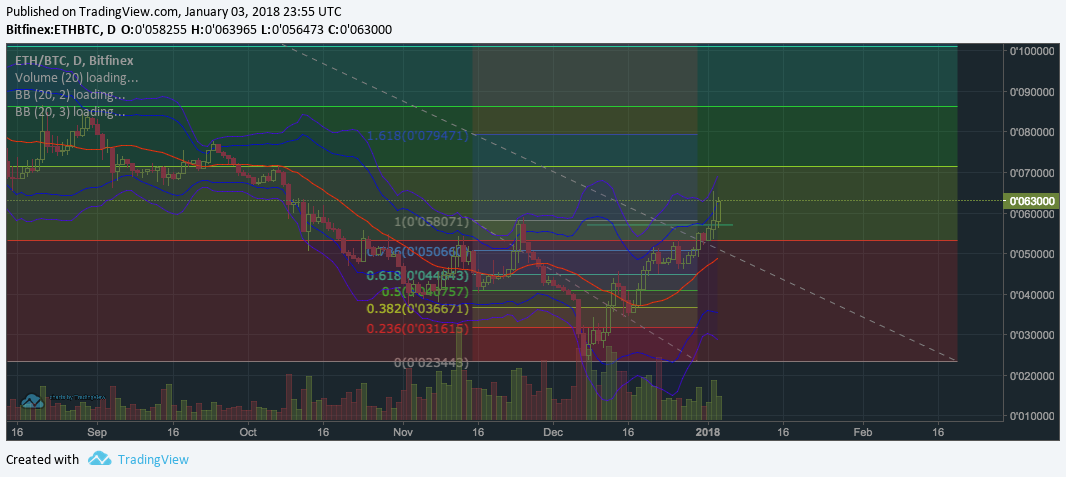 Published on TradingView.com, January 03, 2018 23:55 UTC
Bitfinex:ETHBTC, D O:0'058255 H:0'063965 L:0'056473 C:0'063000
ETH/BTC, D, Bitfinex
Volume (20) loading...
BB (20, 2) loading...
BB (20, 3) loading...
0'100000
0'090000
0'080000
0'070000
0'063000
0'060000
0'050000
0'040000
0'030000
0'020000
0'010000
1.618(0'079471)
1(0'058071)
0.618(0'044843)
0.5(0'040757)
0.382(0'036671)
0.236(0'031615)
0(0'023443)
charts by TradingView
16 Sep 16 Oct 16 Nov 16 Dec 16 2018 16 Feb 16
Created with TradingView